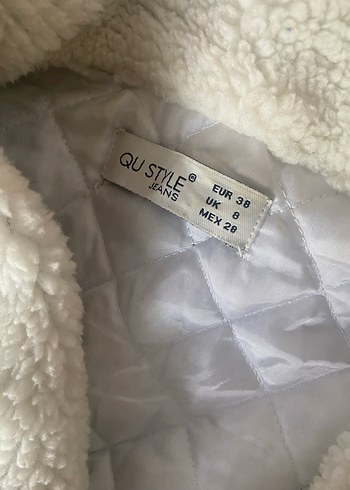 QU STYLE®
JEANS
EUR 38
UK 8
MEX 28